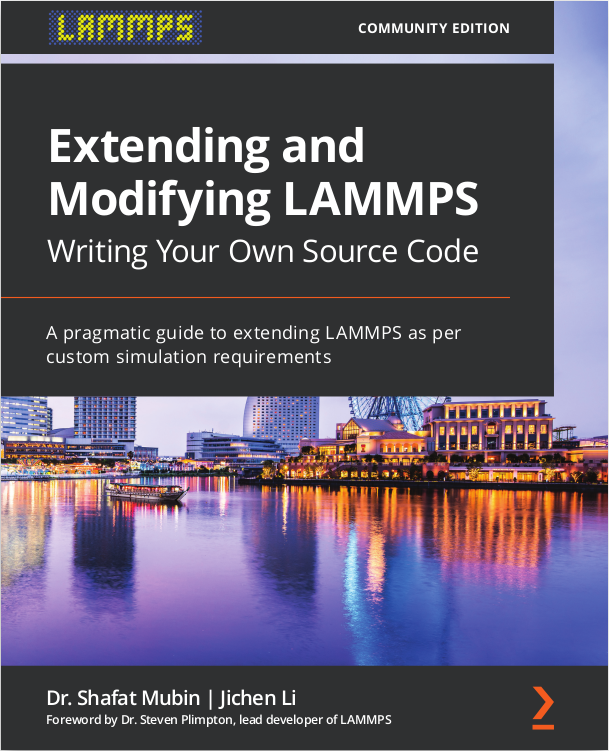 LAMMPS
COMMUNITY EDITION
Extending and
Modifying LAMMPS
Writing Your Own Source Code
A pragmatic guide to extending LAMMPS as per
custom simulation requirements
Dr. Shafat Mubin | Jichen Li
Foreword by Dr. Steven Plimpton, lead developer of LAMMPS